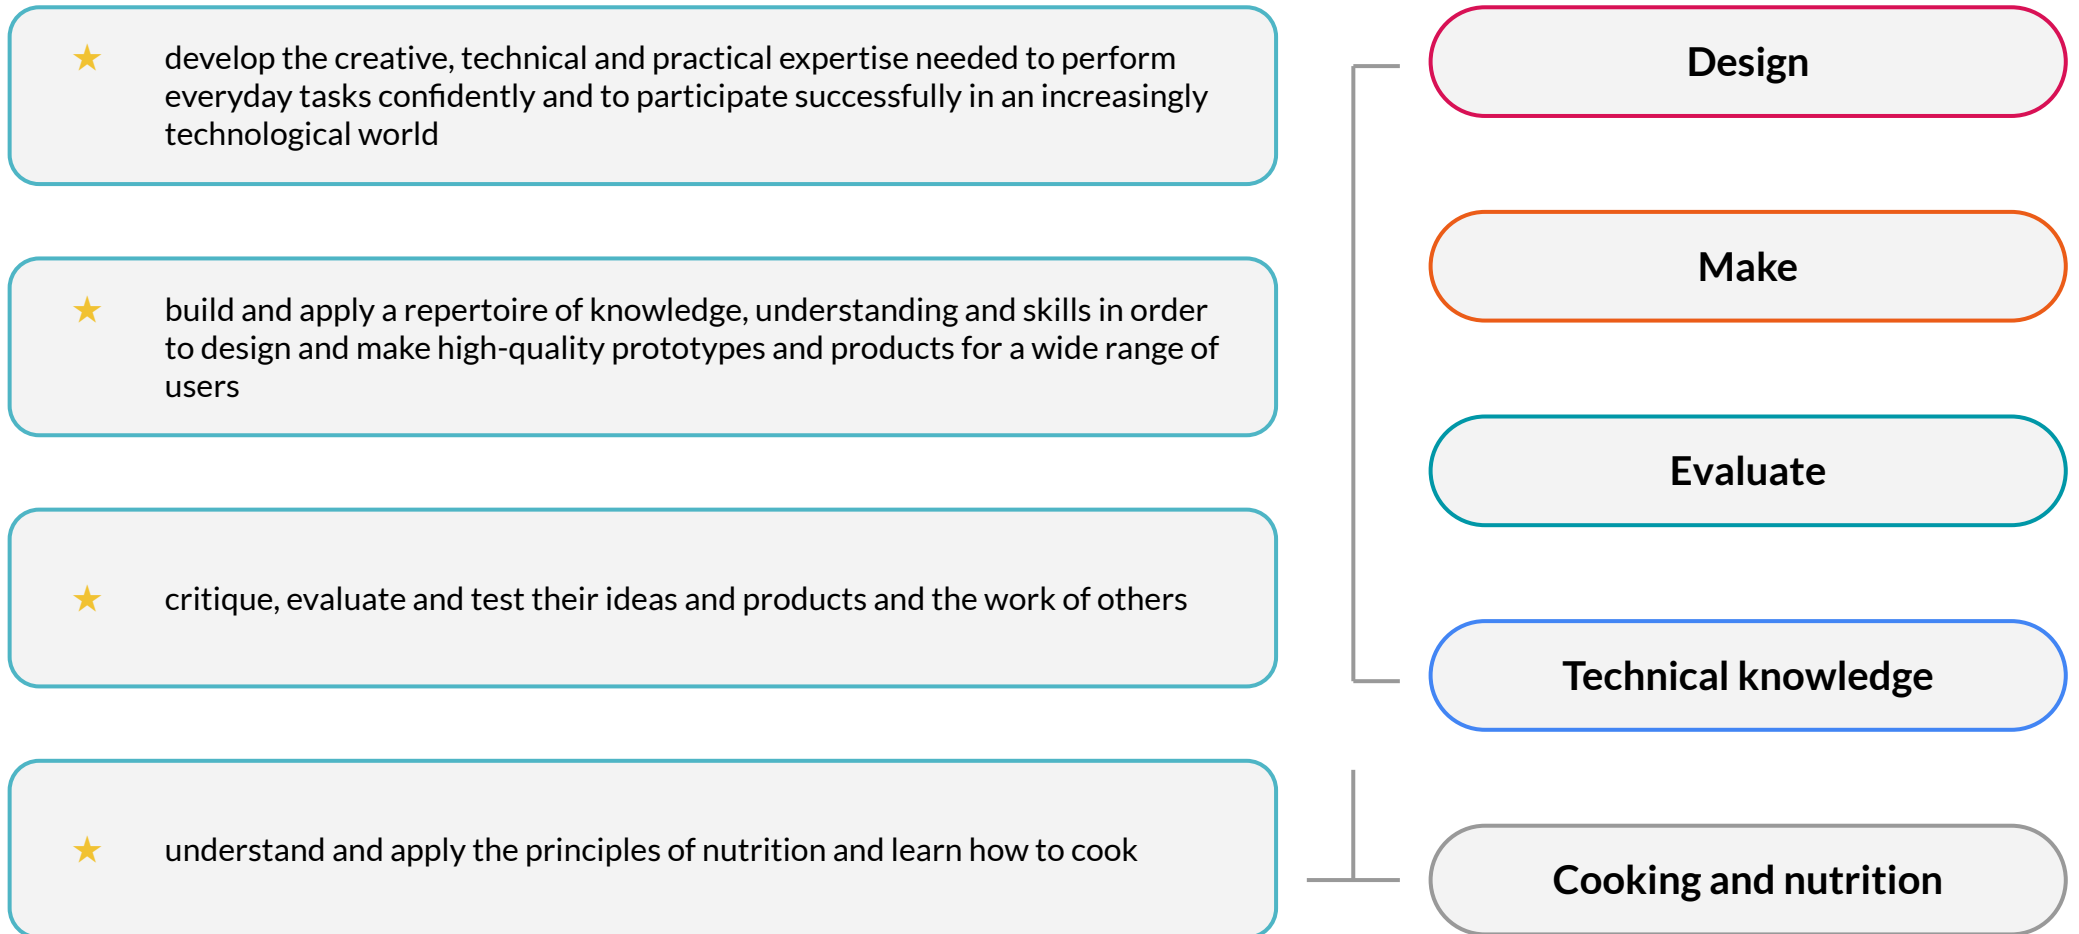 ★ develop the creative, technical and practical expertise needed to perform
everyday tasks confidently and to participate successfully in an increasingly
technological world
★ build and apply a repertoire of knowledge, understanding and skills in order
to design and make high-quality prototypes and products for a wide range of
users
★ critique, evaluate and test their ideas and products and the work of others
★ understand and apply the principles of nutrition and learn how to cook
Design
Make
Evaluate
Technical knowledge
Cooking and nutrition